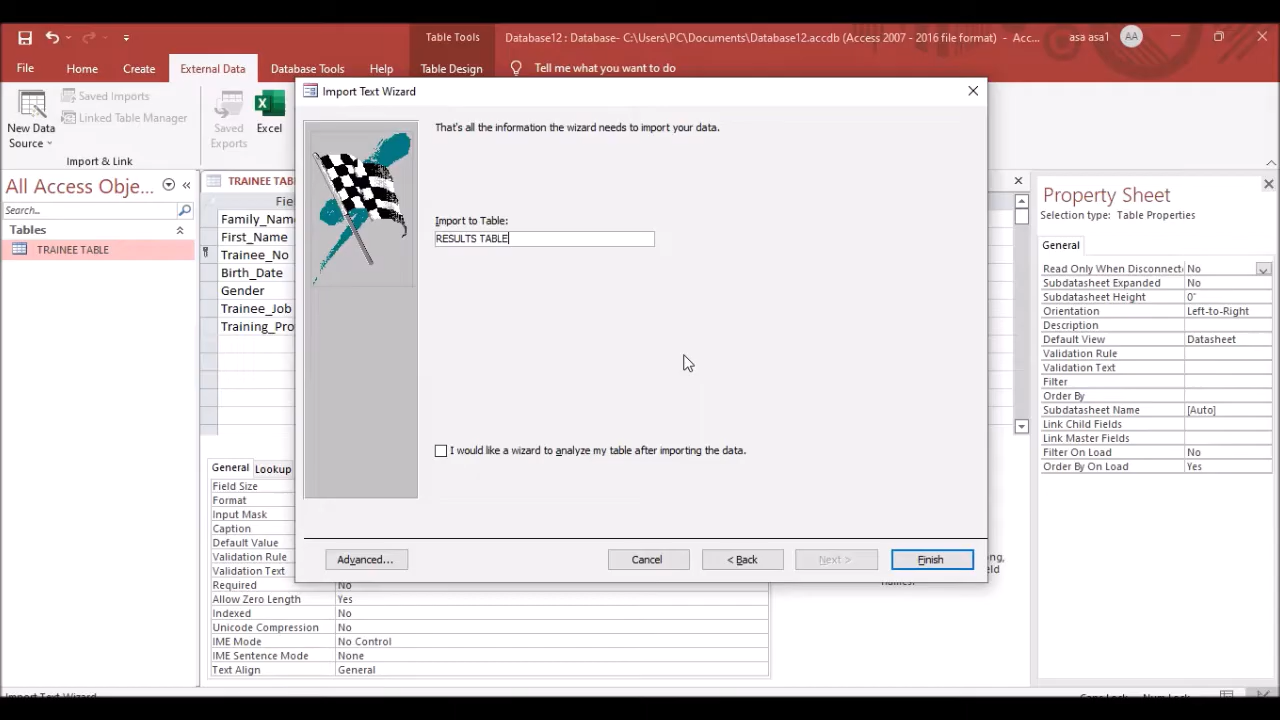 Table Tools
Database12 : Database- C:\Users\PC\Documents\Database12.accdb (Access 2007 - 2016 file format) - Acc...
asa asa1
AA
File
Home
Create
External Data
Database Tools
Help
Table Design
Tell me what you want to do
New Data
Source
Saved Imports
Linked Table Manager
Import & Link
Saved
Exports
Excel
Import Text Wizard
That's all the information the wizard needs to import your data.
Import to Table:
RESULTS TABLE
I would like a wizard to analyze my table after importing the data.
Advanced...
Cancel
< Back
Next >
Finish
All Access Obje...
Search...
Tables
TRAINEE TABLE
TRAINEE TAB
Fie
Family_Name
First_Name
Trainee_No
Birth_Date
Gender
Trainee_Job
Training_Pro
General
Lookup
Field Size
Format
Input Mask
Caption
Default Value
Validation Rule
Validation Text
Required No
Allow Zero Length Yes
Indexed No
Unicode Compression No
IME Mode No Control
IME Sentence Mode None
Text Align General
Property Sheet
Selection type: Table Properties
General
Read Only When Disconnect No
Subdatasheet Expanded No
Subdatasheet Height 0"
Orientation Left-to-Right
Description
Default View Datasheet
Validation Rule
Validation Text
Filter
Order By
Subdatasheet Name [Auto]
Link Child Fields
Link Master Fields
Filter On Load No
Order By On Load Yes
Import Text Wizard
Caps Lock Num Lock